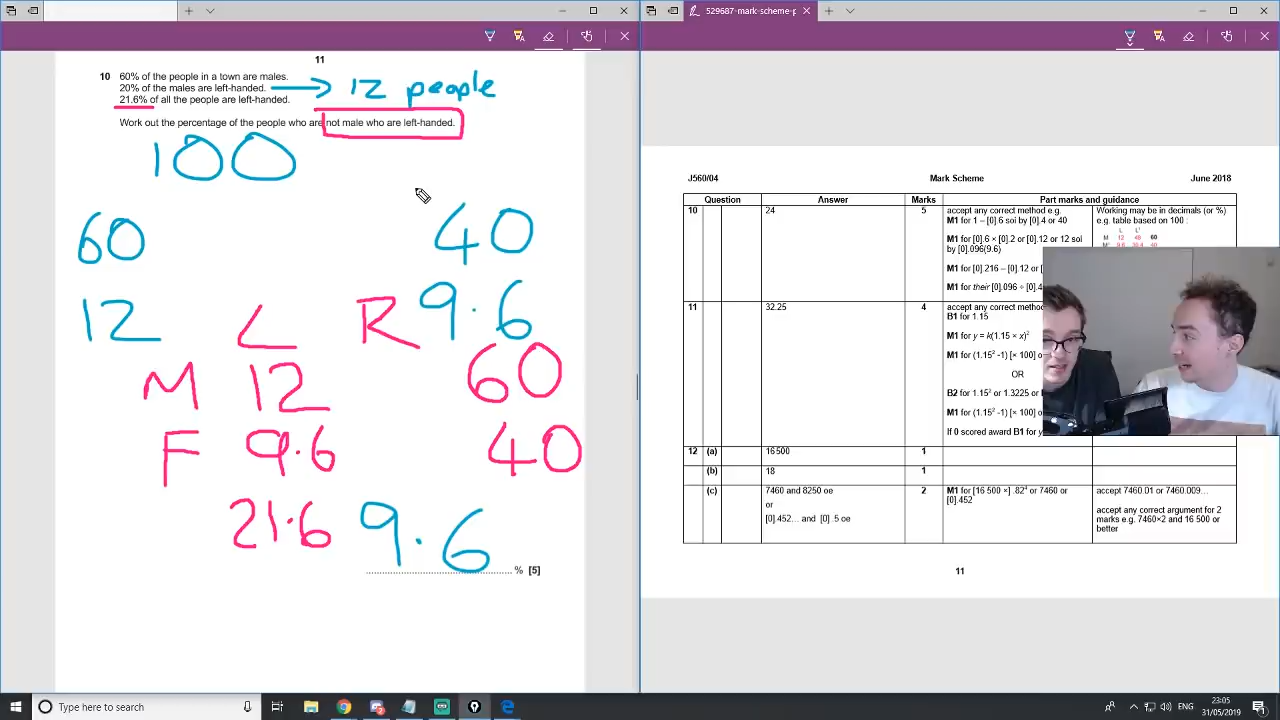 529687-mark-scheme-p
11
10 60% of the people in a town are males.
20% of the males are left-handed.
21.6% of all the people are left-handed.
12 people
Work out the percentage of the people who are not male who are left-handed.
100
60
40
12
9.6
L R
M 12 60
F 9.6 40
21.6
9.6
% [5]
J560/04 Mark Scheme June 2018
Question Answer Marks Part marks and guidance
10 24 5
accept any correct method e.g.
M1 for 1 – [0].6 soi by [0].4 or 40
M1 for [0].6 × [0].2 or [0].12 or 12 soi
by [0].096(9.6)
M1 for [0].216 – [0].12 or
M1 for their [0].096 ÷ [0].4
Working may be in decimals (or %)
e.g. table based on 100 :
L L'
M 12 48 60
11 32.25 4
accept any correct method
B1 for 1.15
M1 for y = k(1.15 × x)²
M1 for (1.15² -1) [× 100]
OR
B2 for 1.15² or 1.3225 or
M1 for (1.15² -1) [× 100]
If 0 scored award B1 for
12 (a) 16500 1
(b) 18 1
(c) 7460 and 8250 oe
or
[0].452... and [0] .5 oe
2
M1 for [16 500 ×] .82⁴ or 7460 or
[0].452
accept 7460.01 or 7460.009...
accept any correct argument for 2
marks e.g. 7460×2 and 16 500 or
better
11
Type here to search
ENG
23:05
31/05/2019